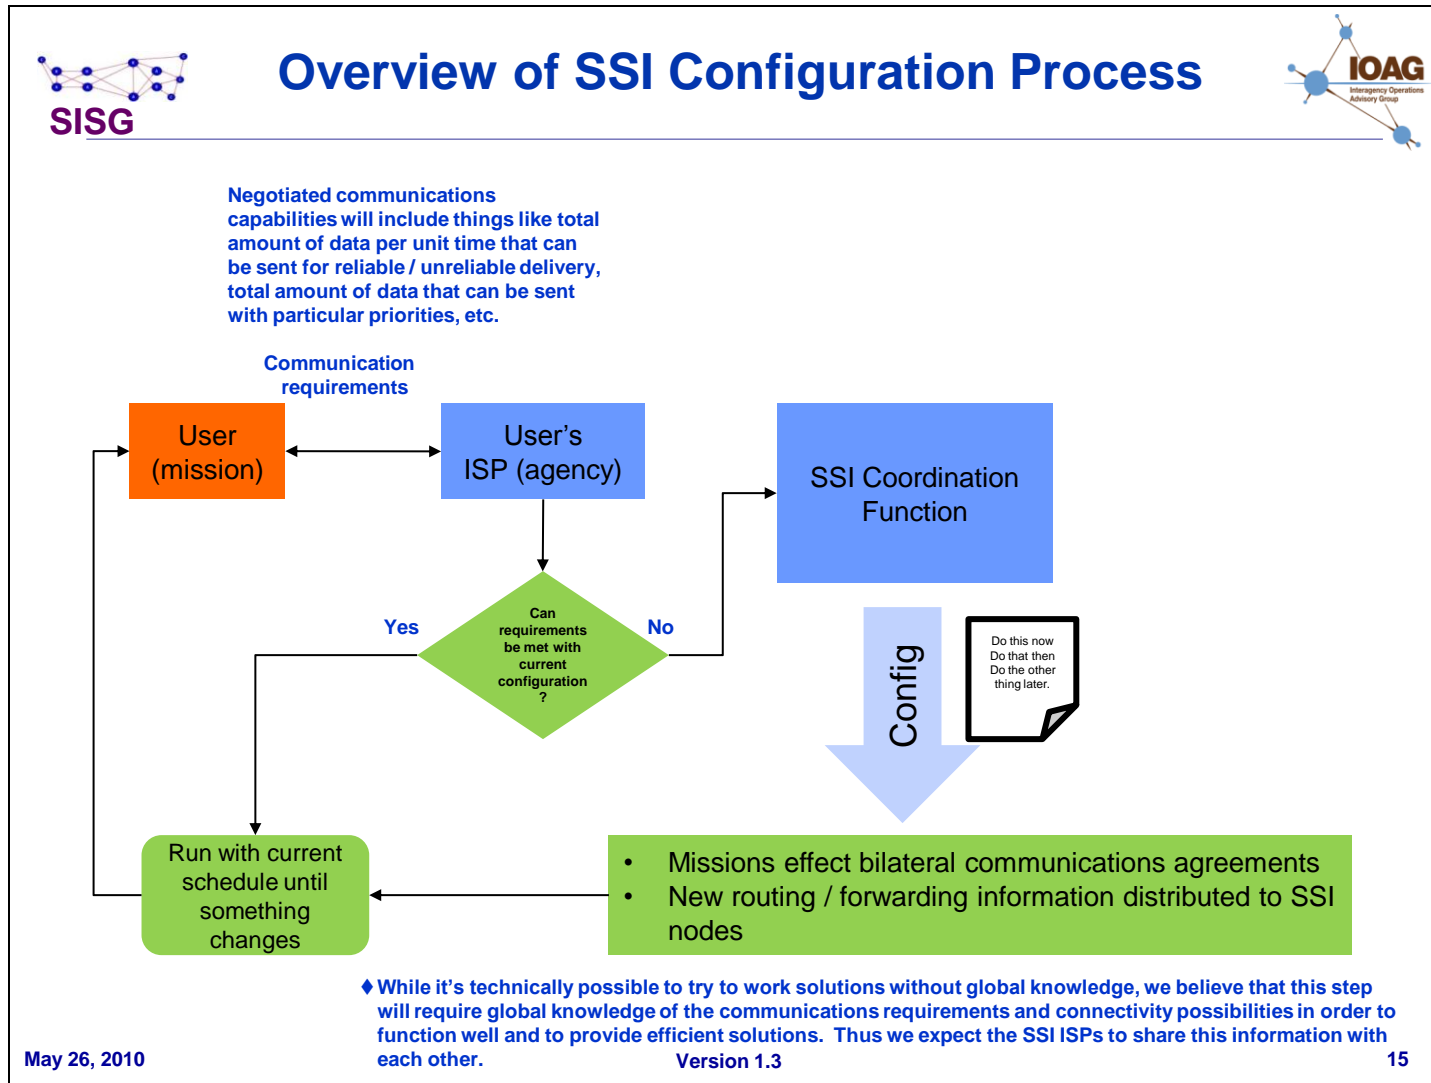 Overview of SSI Configuration Process
SISG
IOAG
Interagency Operations
Advisory Group
Negotiated communications
capabilities will include things like total
amount of data per unit time that can
be sent for reliable / unreliable delivery,
total amount of data that can be sent
with particular priorities, etc.
Communication
requirements
User
(mission)
User's
ISP (agency)
SSI Coordination
Function
Yes
Can
requirements
be met with
current
configuration
?
No
Config
Do this now
Do that then
Do the other
thing later.
Run with current
schedule until
something
changes
• Missions effect bilateral communications agreements
• New routing / forwarding information distributed to SSI
nodes
♦ While it's technically possible to try to work solutions without global knowledge, we believe that this step
will require global knowledge of the communications requirements and connectivity possibilities in order to
function well and to provide efficient solutions.  Thus we expect the SSI ISPs to share this information with
each other.
May 26, 2010
Version 1.3
15